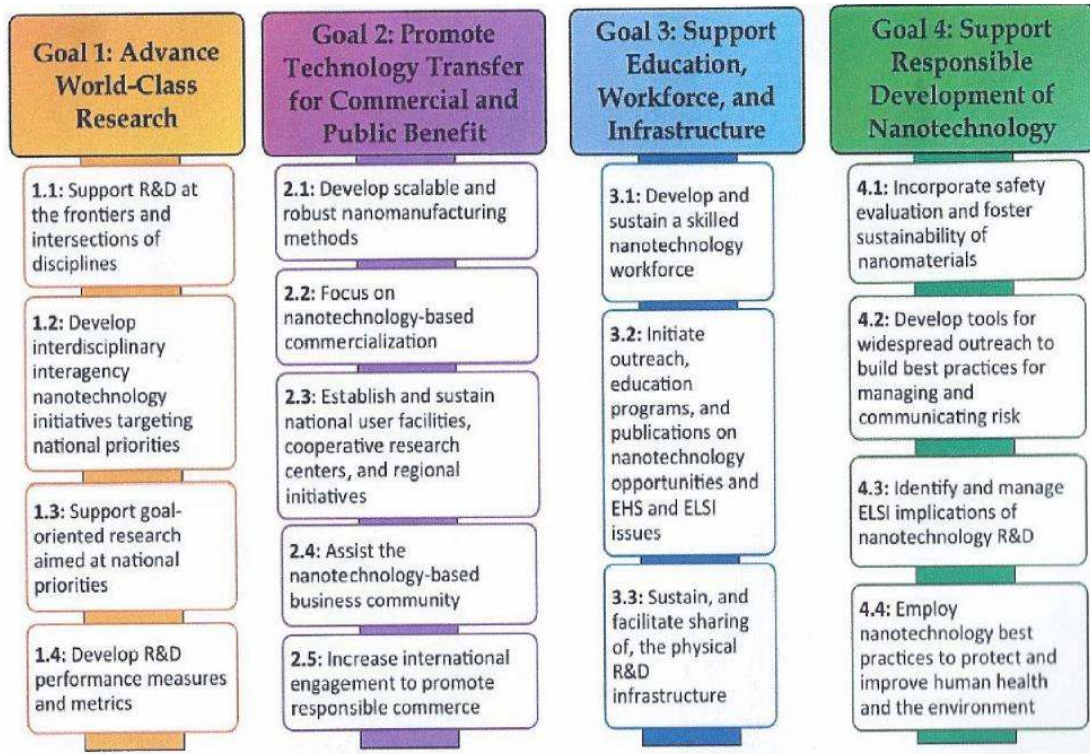 Goal 1: Advance
World-Class
Research
1.1: Support R&D at
the frontiers and
intersections of
disciplines
1.2: Develop
interdisciplinary
interagency
nanotechnology
initiatives targeting
national priorities
1.3: Support goal-
oriented research
aimed at national
priorities
1.4: Develop R&D
performance measures
and metrics
Goal 2: Promote
Technology Transfer
for Commercial and
Public Benefit
2.1: Develop scalable and
robust nanomanufacturing
methods
2.2: Focus on
nanotechnology-based
commercialization
2.3: Establish and sustain
national user facilities,
cooperative research
centers, and regional
initiatives
2.4: Assist the
nanotechnology-based
business community
2.5: Increase international
engagement to promote
responsible commerce
Goal 3: Support
Education,
Workforce, and
Infrastructure
3.1: Develop and
sustain a skilled
nanotechnology
workforce
3.2: Initiate
outreach,
education
programs, and
publications on
nanotechnology
opportunities and
EHS and ELSI
issues
3.3: Sustain, and
facilitate sharing
of, the physical
R&D
infrastructure
Goal 4: Support
Responsible
Development of
Nanotechnology
4.1: Incorporate safety
evaluation and foster
sustainability of
nanomaterials
4.2: Develop tools for
widespread outreach to
build best practices for
managing and
communicating risk
4.3: Identify and manage
ELSI implications of
nanotechnology R&D
4.4: Employ
nanotechnology best
practices to protect and
improve human health
and the environment